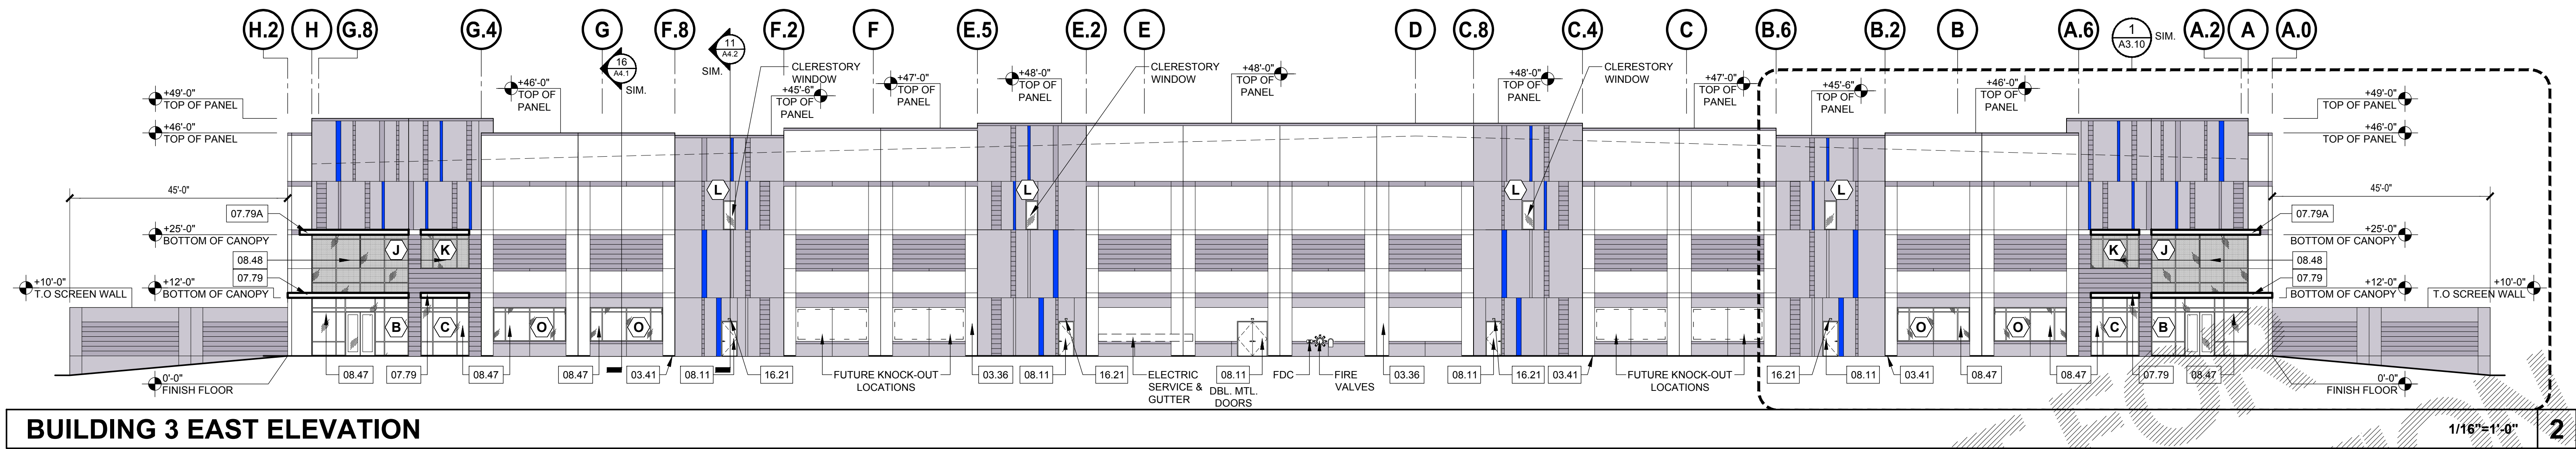 H.2 H G.8 G.4 G F.8 F.2 F E.5 E.2 E D C.8 C.4 C B.6 B.2 B A.6 A.2 A A.0
1
A3.10
SIM.
16
A4.1
SIM.
11
A4.2
SIM.
CLERESTORY
WINDOW
CLERESTORY
WINDOW
CLERESTORY
WINDOW
+49'-0"
TOP OF PANEL
+46'-0"
TOP OF PANEL
+46'-0"
TOP OF
PANEL
+45'-6"
TOP OF
PANEL
+47'-0"
TOP OF
PANEL
+48'-0"
TOP OF
PANEL
+48'-0"
TOP OF
PANEL
+48'-0"
TOP OF
PANEL
+47'-0"
TOP OF
PANEL
+45'-6"
TOP OF
PANEL
+46'-0"
TOP OF
PANEL
+49'-0"
TOP OF PANEL
+46'-0"
TOP OF PANEL
45'-0"
45'-0"
L L L L
07.79A
07.79A
+25'-0"
BOTTOM OF CANOPY
+25'-0"
BOTTOM OF CANOPY
J K K J
08.48
08.48
07.79
07.79
+10'-0"
T.O SCREEN WALL
+12'-0"
BOTTOM OF CANOPY
+12'-0"
BOTTOM OF CANOPY
+10'-0"
T.O SCREEN WALL
B C O O O O C B
0'-0"
FINISH FLOOR
08.47 07.79 08.47 08.47 03.41 08.11 16.21
FUTURE KNOCK-OUT
LOCATIONS
03.36 08.11 16.21
ELECTRIC
SERVICE &
GUTTER
08.11
DBL. MTL.
DOORS
FDC
FIRE
VALVES
03.36 08.11 16.21 03.41
FUTURE KNOCK-OUT
LOCATIONS
16.21 08.11 03.41 08.47 08.47 07.79 08.47
0'-0"
FINISH FLOOR
BUILDING 3 EAST ELEVATION
1/16"=1'-0"
2
FOR